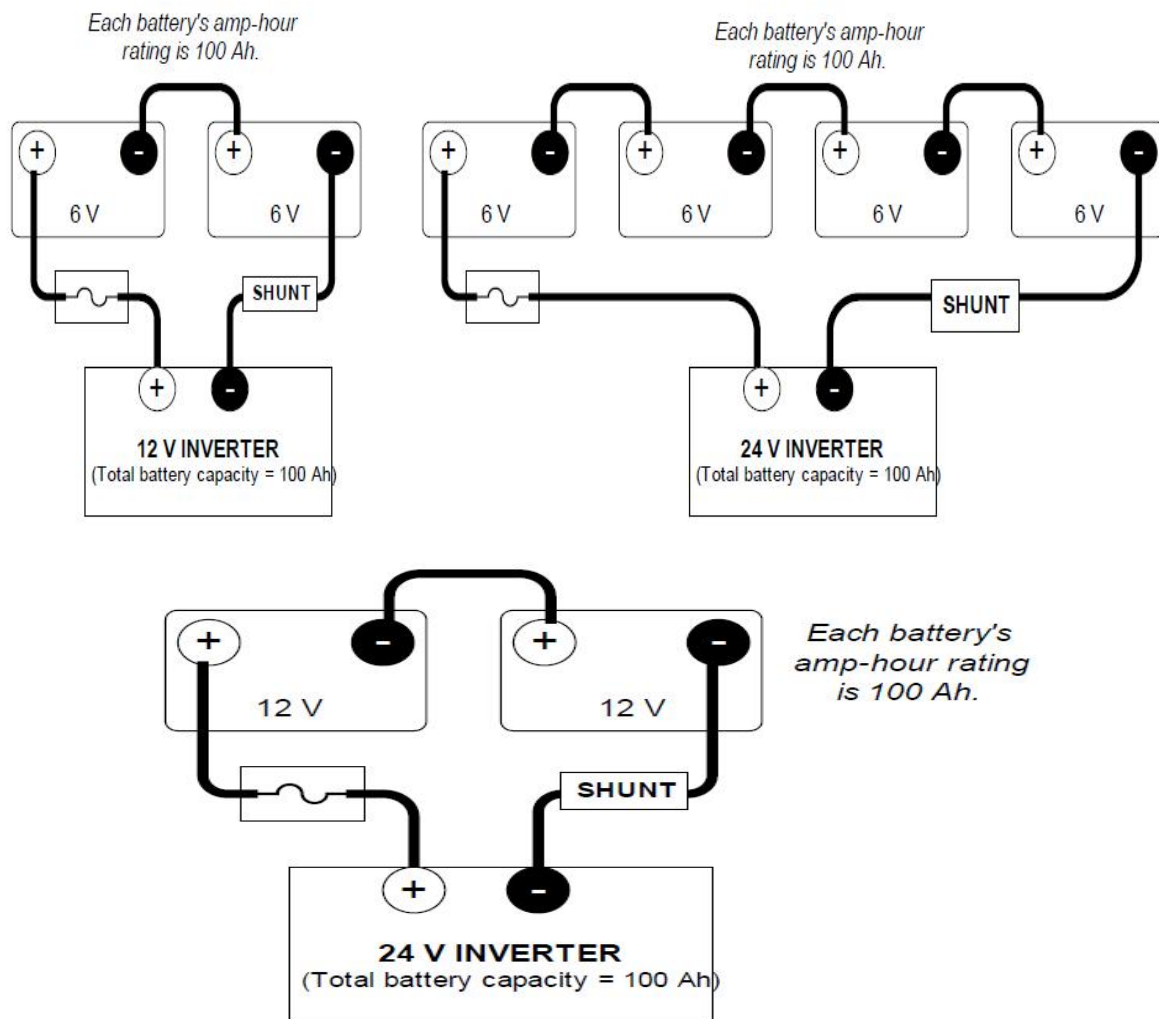 Each battery's amp-hour
rating is 100 Ah.
Each battery's amp-hour
rating is 100 Ah.
+ - + -
6 V 6 V
SHUNT
+ -
12 V INVERTER
(Total battery capacity = 100 Ah)
+ - + - + - + -
6 V 6 V 6 V 6 V
SHUNT
+ -
24 V INVERTER
(Total battery capacity = 100 Ah)
+ - + -
12 V 12 V
Each battery's
amp-hour rating
is 100 Ah.
SHUNT
+ -
24 V INVERTER
(Total battery capacity = 100 Ah)